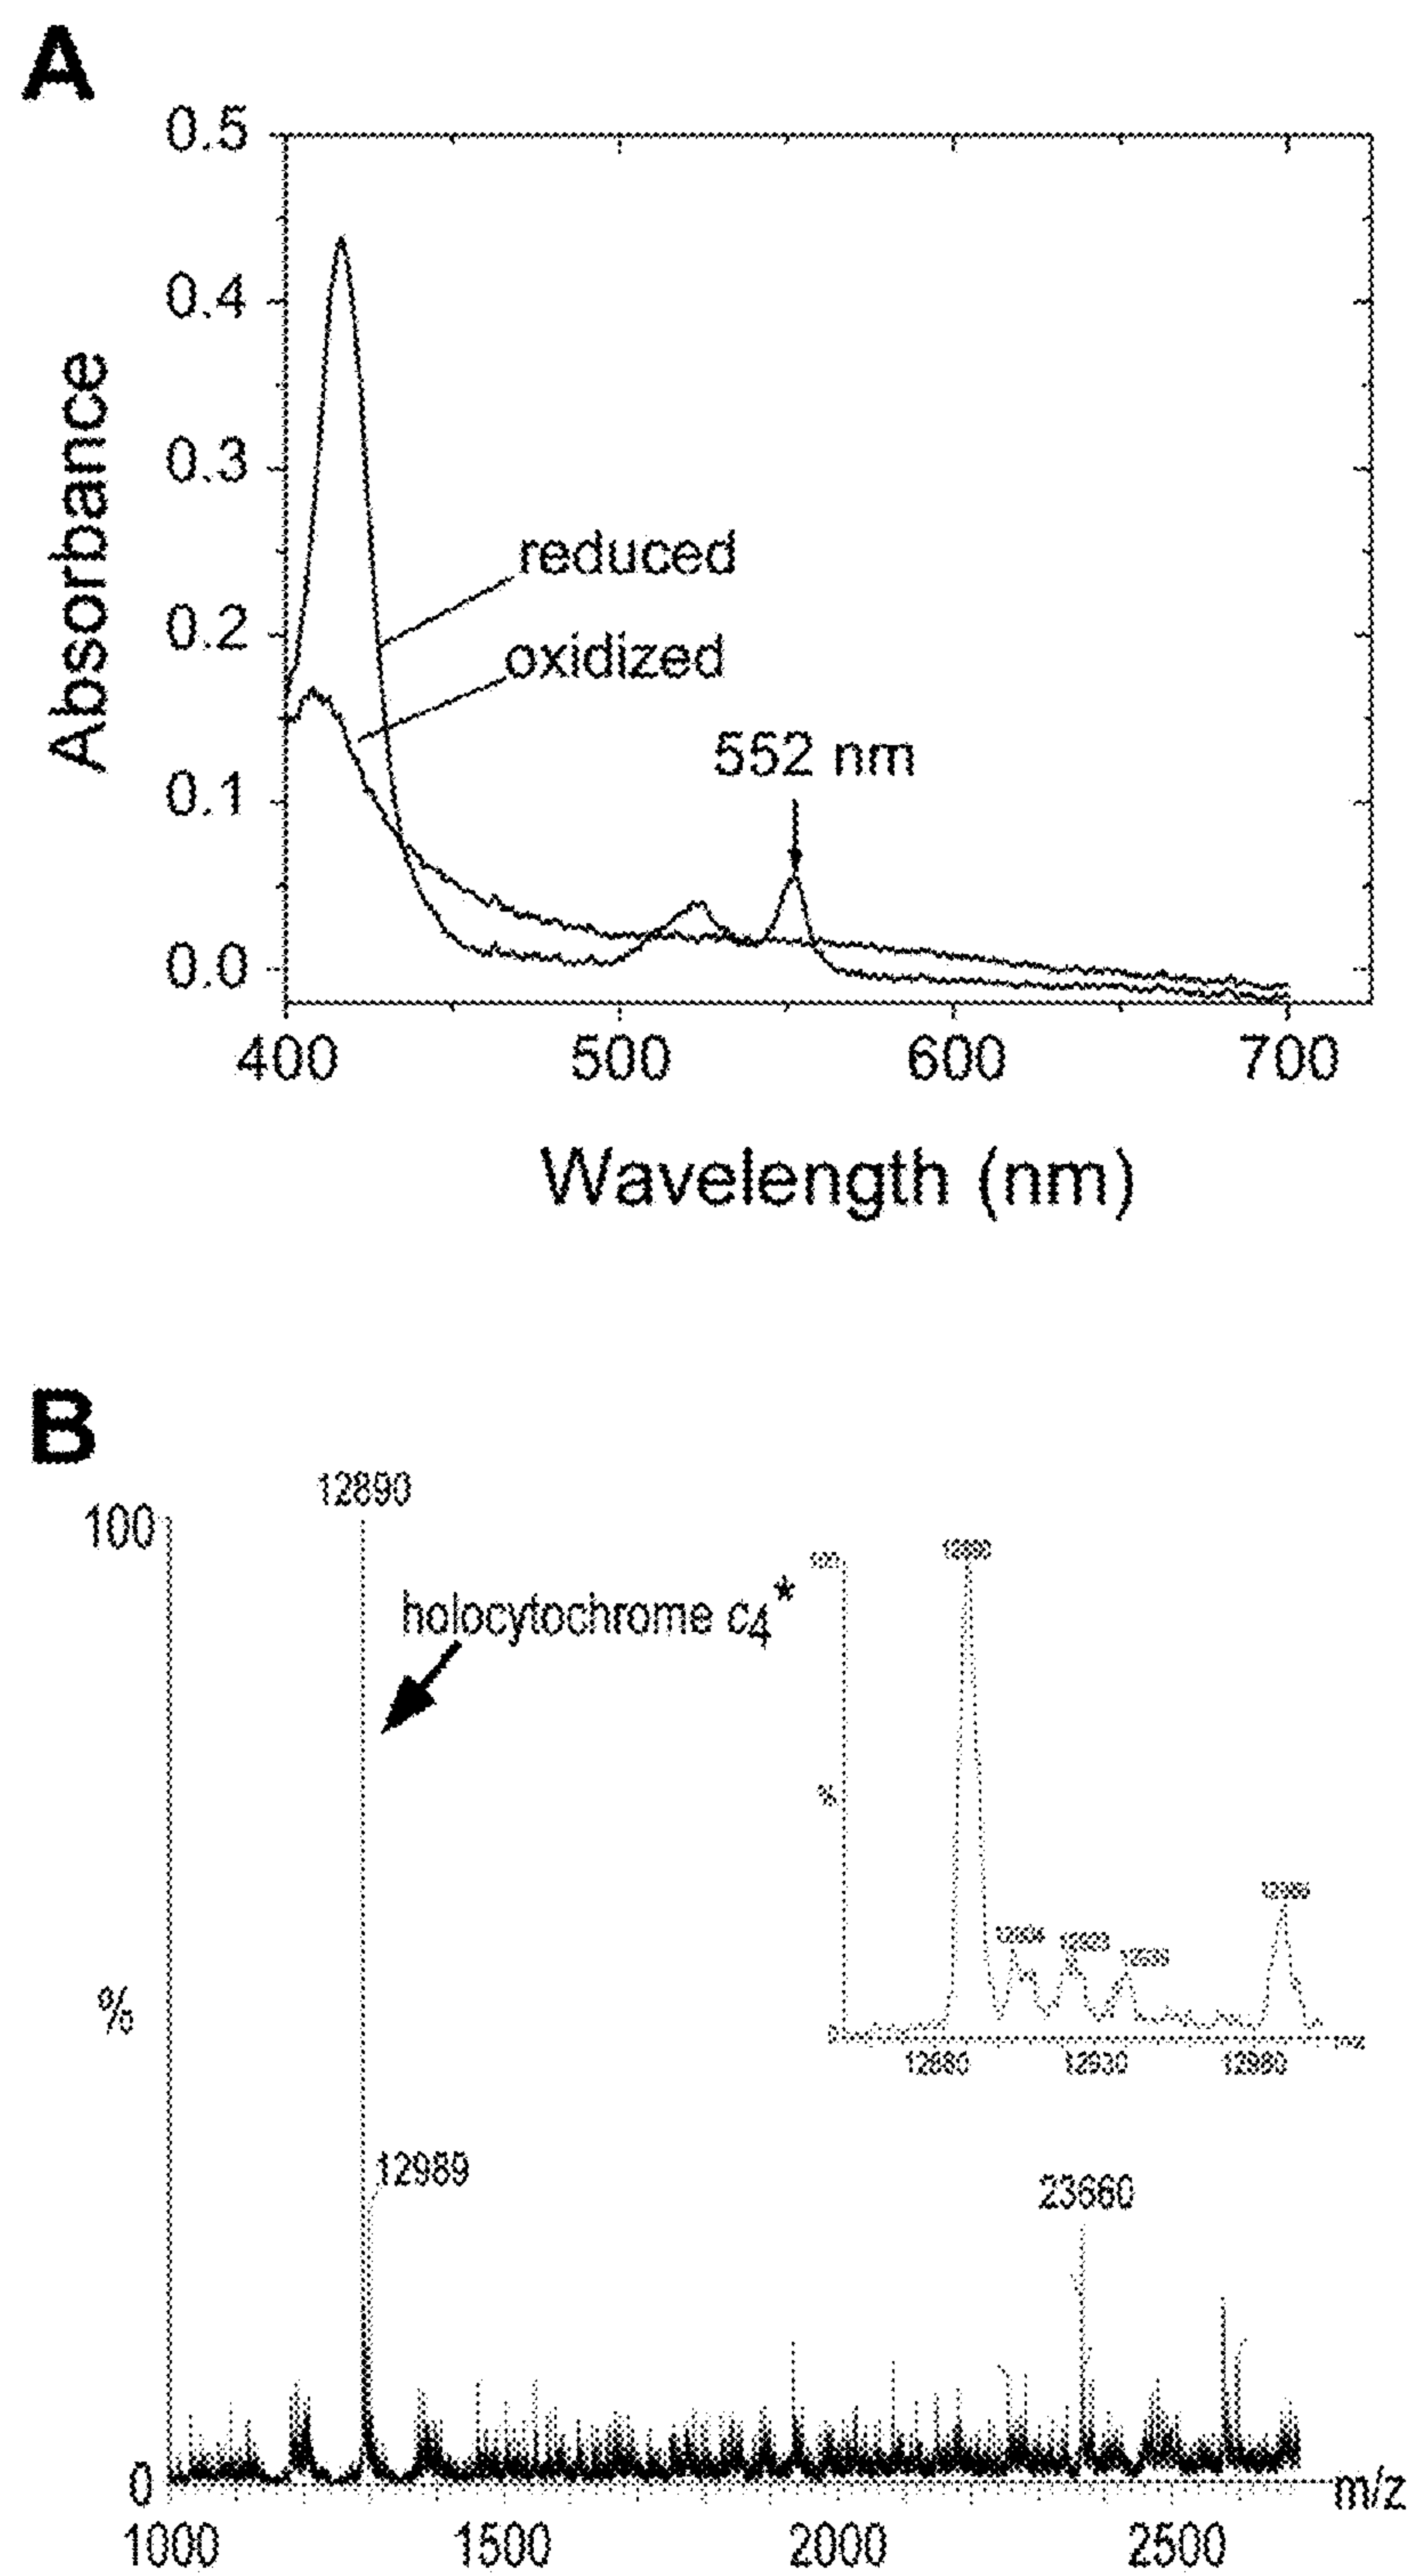 A
0.5
0.4
0.3
0.2
0.1
0.0
Absorbance
reduced
oxidized
552 nm
400 500 600 700
Wavelength (nm)
B
12890
100
holocytochrome c4*
%
12989
23660
0
m/z
1000 1500 2000 2500
%
12880 12930 12980